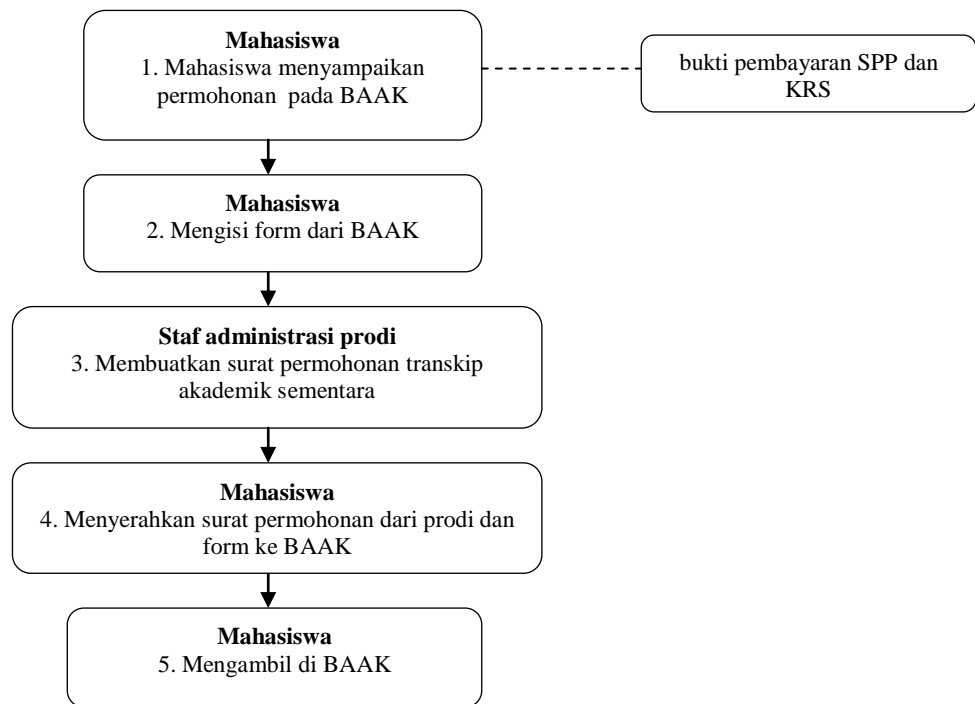 Mahasiswa
1. Mahasiswa menyampaikan
permohonan pada BAAK
bukti pembayaran SPP dan
KRS
Mahasiswa
2. Mengisi form dari BAAK
Staf administrasi prodi
3. Membuatkan surat permohonan transkip
akademik sementara
Mahasiswa
4. Menyerahkan surat permohonan dari prodi dan
form ke BAAK
Mahasiswa
5. Mengambil di BAAK